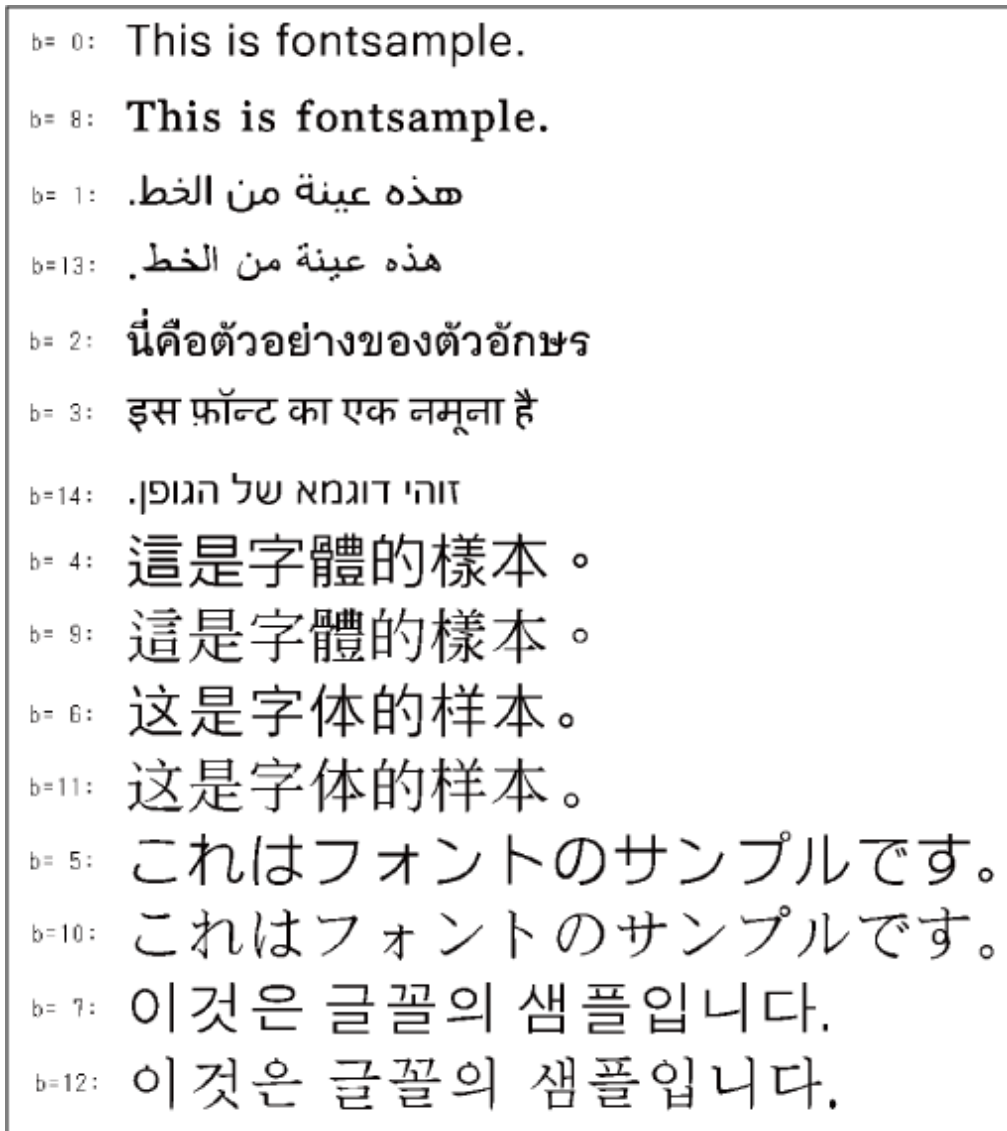 b= 0: This is fontsample.
b= 8: This is fontsample.
b= 1: هذه عينة من الخط.
b=13: هذه عينة من الخط.
b= 2: นี่คือตัวอย่างของตัวอักษร
b= 3: इस फ़ॉन्ट का एक नमूना है
b=14: זוהי דוגמא של הגופן.
b= 4: 這是字體的樣本。
b= 9: 這是字體的樣本。
b= 6: 这是字体的样本。
b=11: 这是字体的样本。
b= 5: これはフォントのサンプルです。
b=10: これはフォントのサンプルです。
b= 7: 이것은 글꼴의 샘플입니다.
b=12: 이것은 글꼴의 샘플입니다.